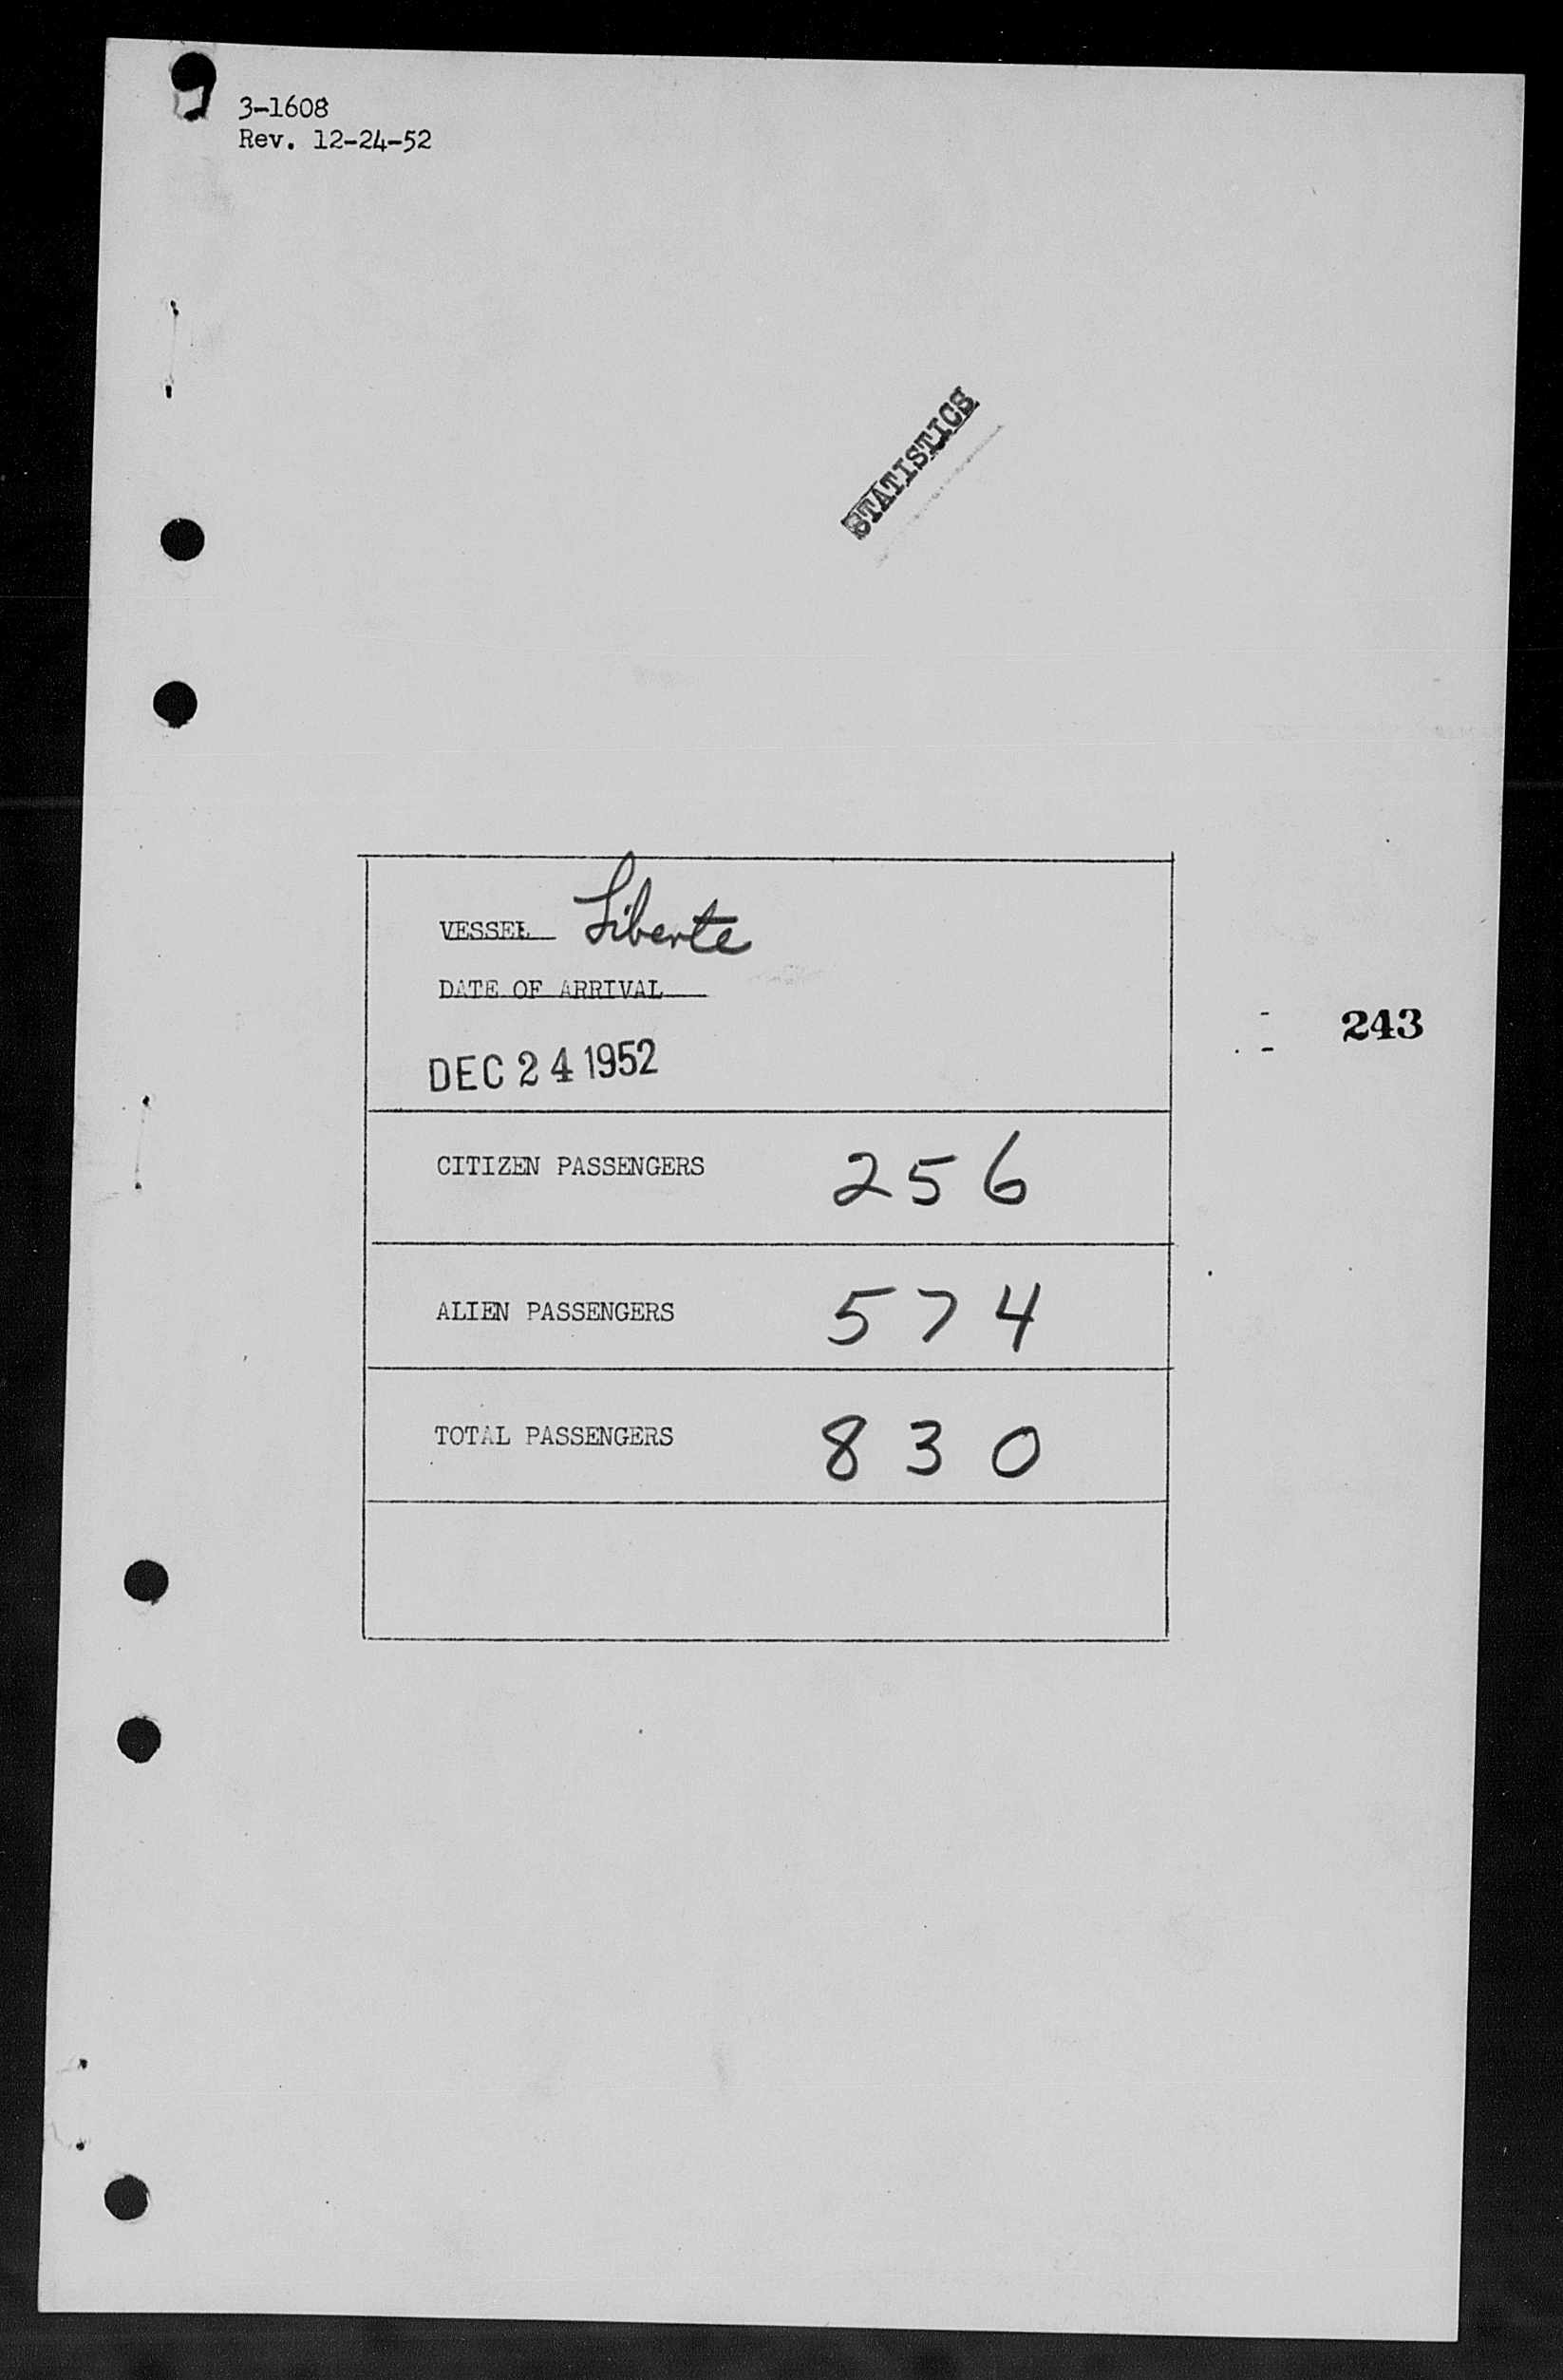 3-1608
Rev. 12-24-52
STATISTICS
VESSEL Liberte
DATE OF ARRIVAL
DEC 24 1952
243
CITIZEN PASSENGERS 256
ALIEN PASSENGERS 574
TOTAL PASSENGERS 830